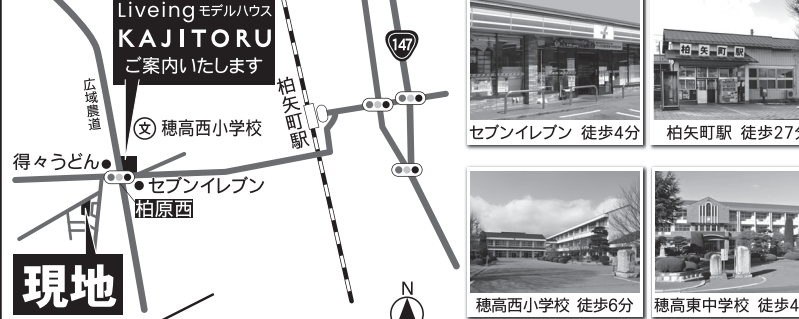 Liveing モデルハウス
KAJITORU
ご案内いたします
147
広域農道
柏矢町駅
文 穂高西小学校
得々うどん
セブンイレブン
柏原西
現地
N
セブンイレブン 徒歩4分
柏矢町駅
柏矢町駅 徒歩27分
穂高西小学校 徒歩6分
穂高東中学校 徒歩4